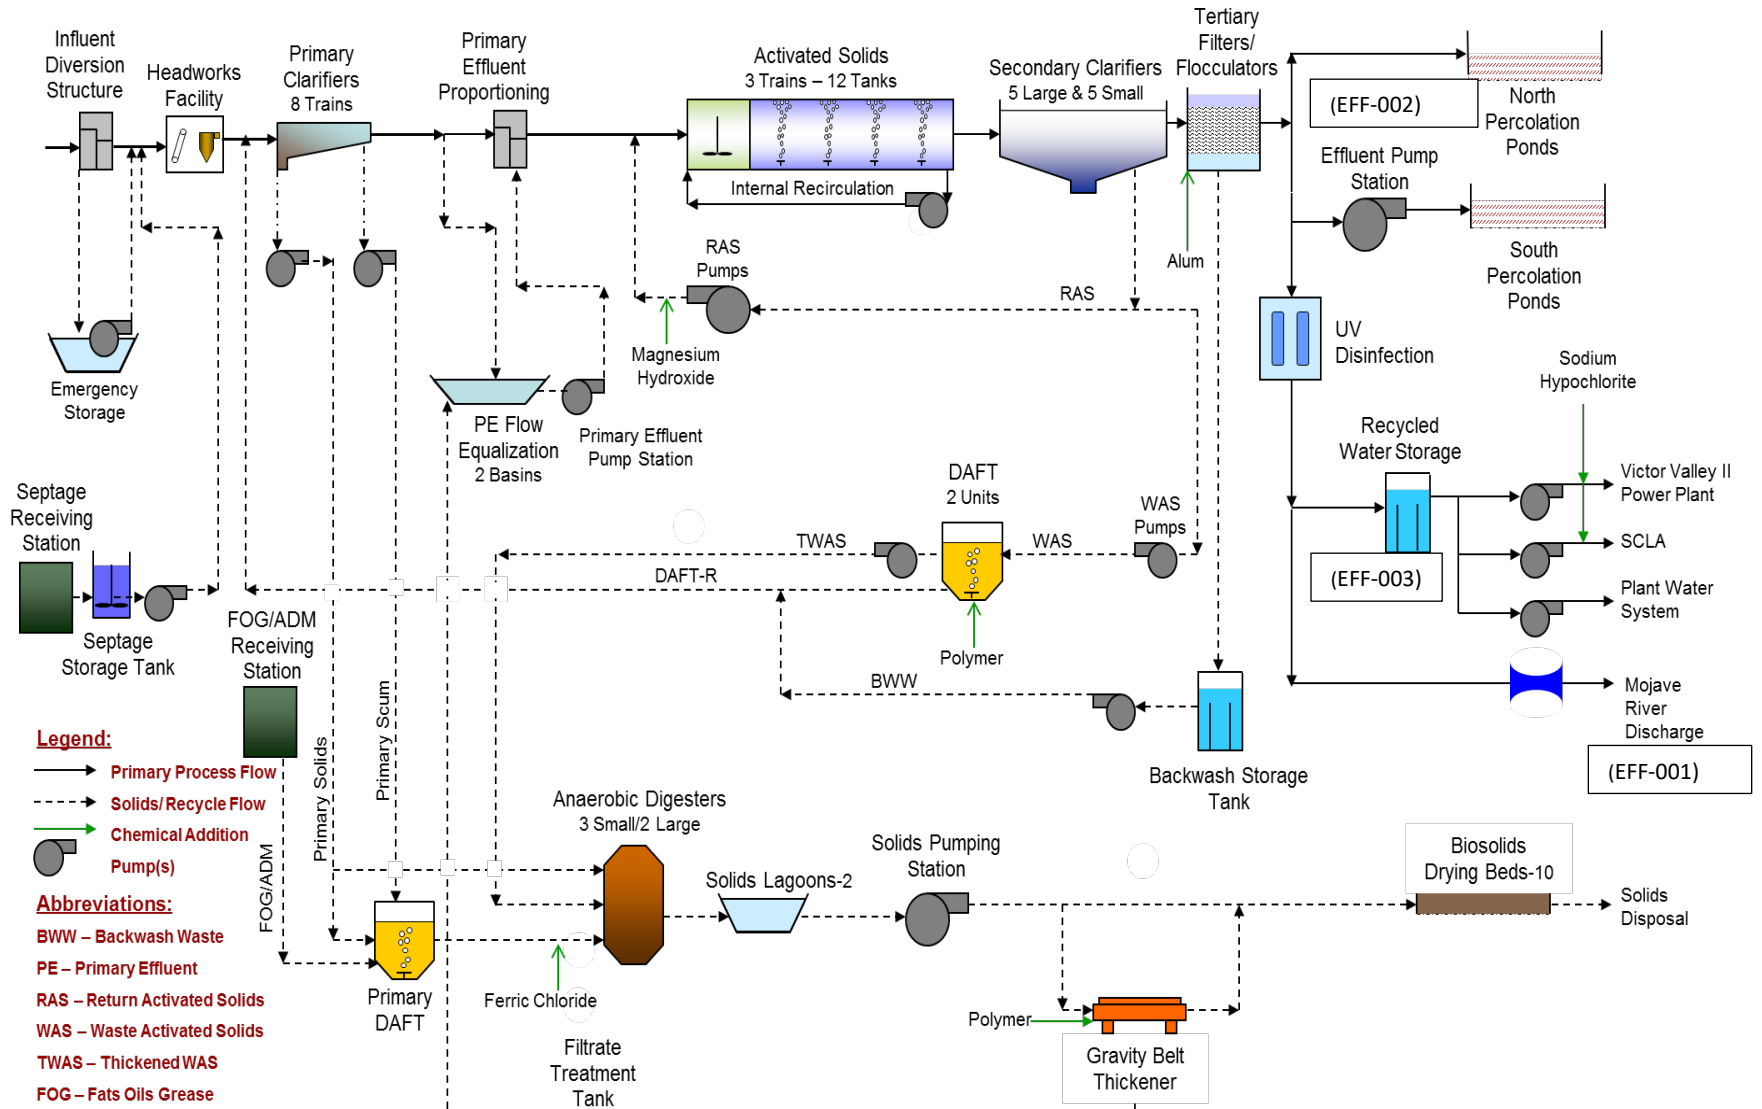 Influent
Diversion
Structure
Headworks
Facility
Primary
Clarifiers
8 Trains
Primary
Effluent
Proportioning
Activated Solids
3 Trains – 12 Tanks
Internal Recirculation
Secondary Clarifiers
5 Large & 5 Small
Tertiary
Filters/
Flocculators
(EFF-002)
North
Percolation
Ponds
Effluent Pump
Station
South
Percolation
Ponds
Alum
RAS
Pumps
RAS
Magnesium
Hydroxide
UV
Disinfection
Sodium
Hypochlorite
Emergency
Storage
PE Flow
Equalization
2 Basins
Primary Effluent
Pump Station
Recycled
Water Storage
(EFF-003)
Victor Valley II
Power Plant
SCLA
Plant Water
System
Mojave
River
Discharge
(EFF-001)
DAFT
2 Units
WAS
Pumps
WAS
TWAS
DAFT-R
Polymer
BWW
Backwash Storage
Tank
Septage
Receiving
Station
Septage
Storage Tank
FOG/ADM
Receiving
Station
FOG/ADM
Primary Solids
Primary Scum
Primary
DAFT
Anaerobic Digesters
3 Small/2 Large
Ferric Chloride
Filtrate
Treatment
Tank
Solids Lagoons-2
Solids Pumping
Station
Polymer
Gravity Belt
Thickener
Biosolids
Drying Beds-10
Solids
Disposal
Legend:
Primary Process Flow
Solids/Recycle Flow
Chemical Addition
Pump(s)
Abbreviations:
BWW – Backwash Waste
PE – Primary Effluent
RAS – Return Activated Solids
WAS – Waste Activated Solids
TWAS – Thickened WAS
FOG – Fats Oils Grease